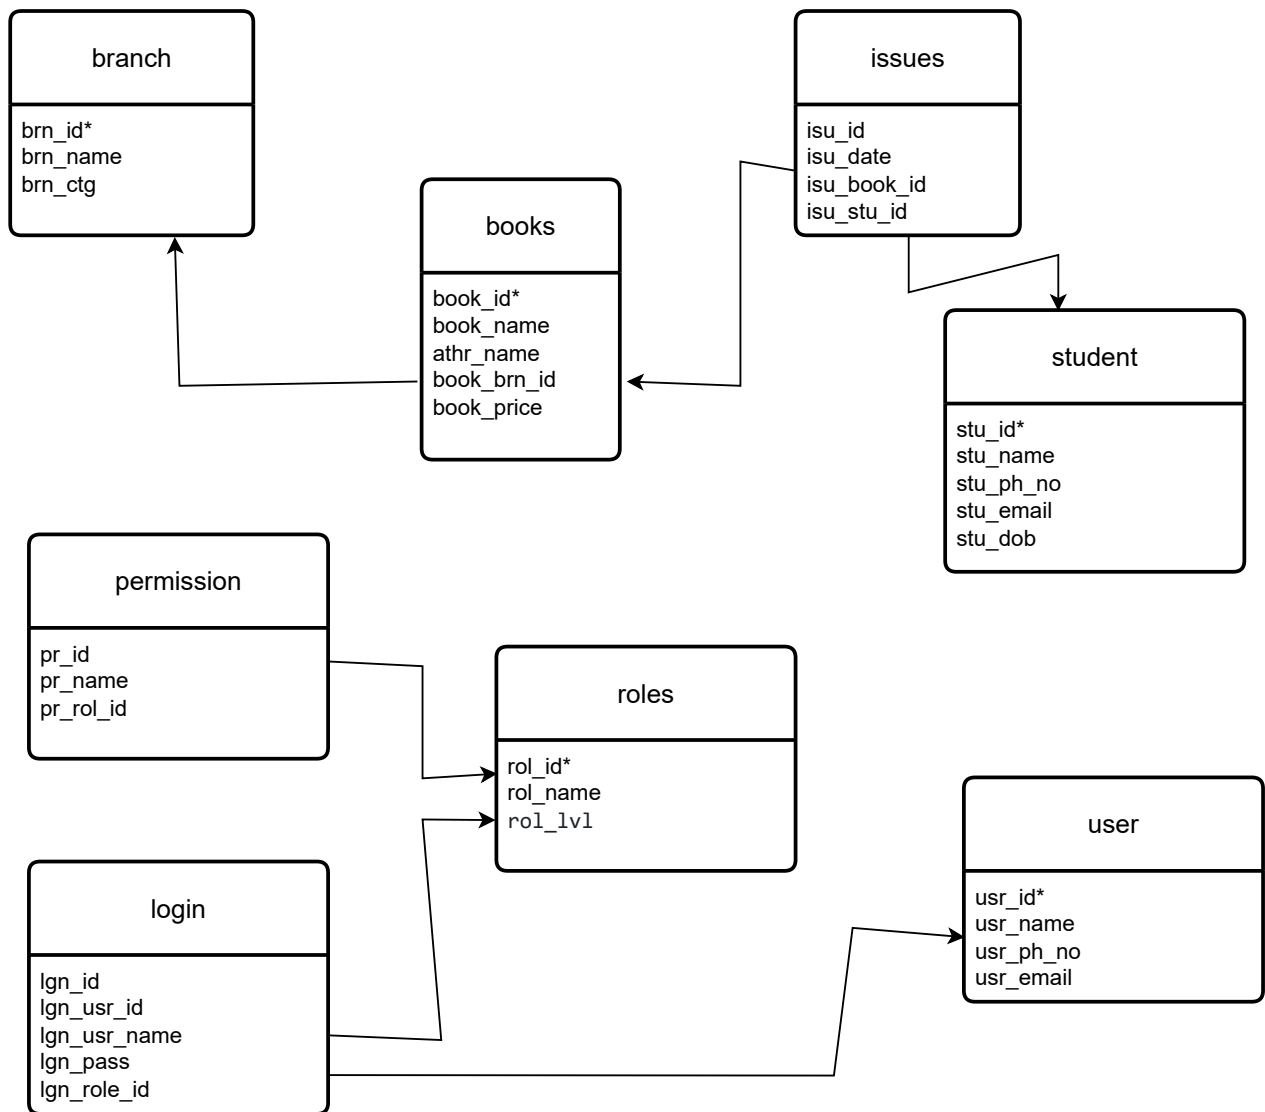 branch
brn_id*
brn_name
brn_ctg
issues
isu_id
isu_date
isu_book_id
isu_stu_id
books
book_id*
book_name
athr_name
book_brn_id
book_price
student
stu_id*
stu_name
stu_ph_no
stu_email
stu_dob
permission
pr_id
pr_name
pr_rol_id
roles
rol_id*
rol_name
rol_lvl
user
usr_id*
usr_name
usr_ph_no
usr_email
login
lgn_id
lgn_usr_id
lgn_usr_name
lgn_pass
lgn_role_id